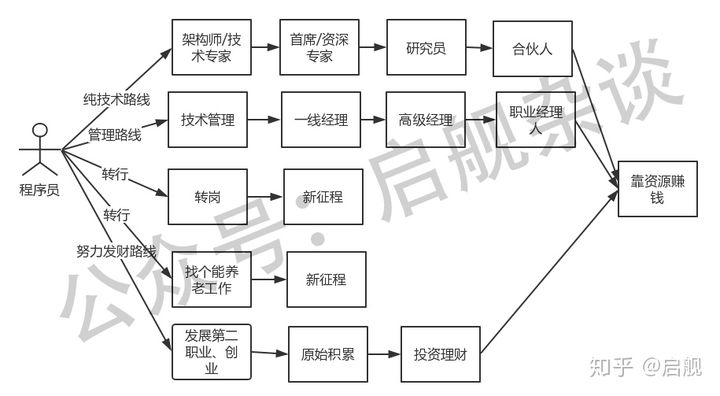 架构师/技
术专家
首席/资深
专家
研究员
合伙人
纯技术路线
技术管理
一线经理
高级经理
职业经理
人
管理路线
程序员
转行
转岗
新征程
靠资源赚
钱
转行
努力发财路线
找个能养
老工作
新征程
发展第二
职业、创
业
原始积累
投资理财
公众号：启舰杂谈
知乎 @启舰